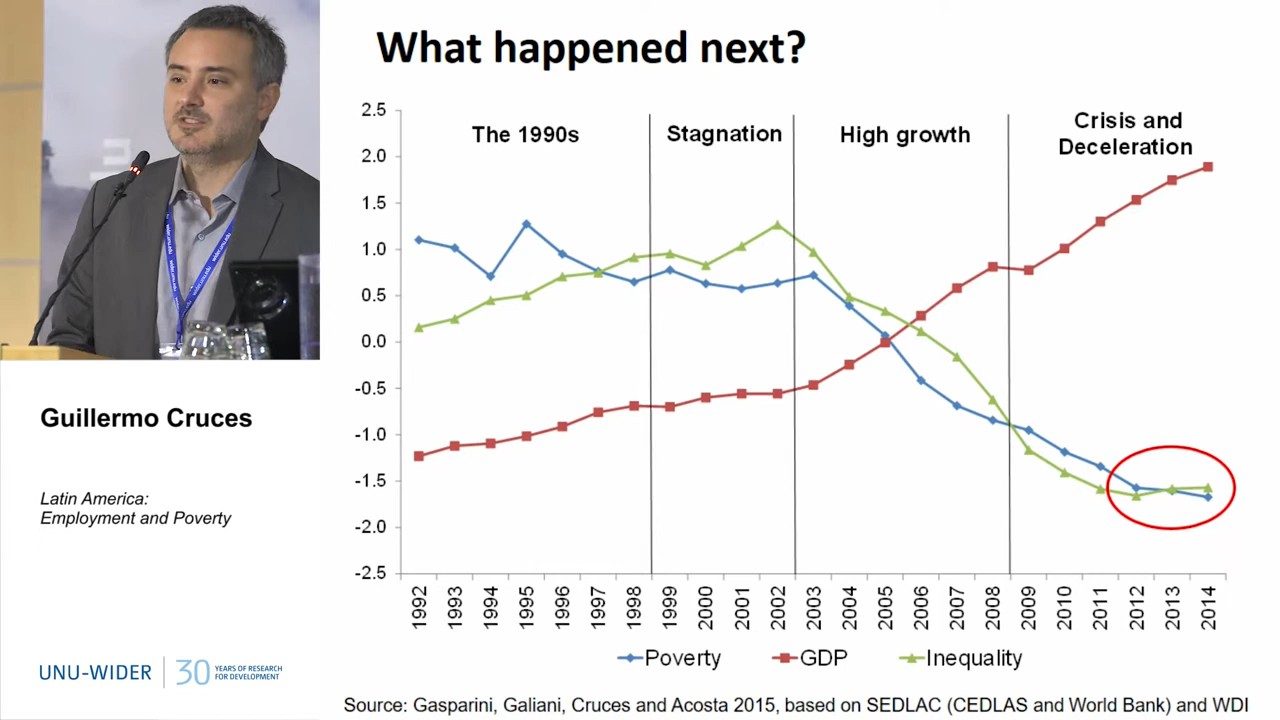 What happened next?
2.5
2.0
1.5
1.0
0.5
0.0
-0.5
-1.0
-1.5
-2.0
-2.5
The 1990s
Stagnation
High growth
Crisis and
Deceleration
1992
1993
1994
1995
1996
1997
1998
1999
2000
2001
2002
2003
2004
2005
2006
2007
2008
2009
2010
2011
2012
2013
2014
Poverty
GDP
Inequality
Source: Gasparini, Galiani, Cruces and Acosta 2015, based on SEDLAC (CEDLAS and World Bank) and WDI
Guillermo Cruces
Latin America:
Employment and Poverty
UNU-WIDER
30
YEARS OF RESEARCH
FOR DEVELOPMENT